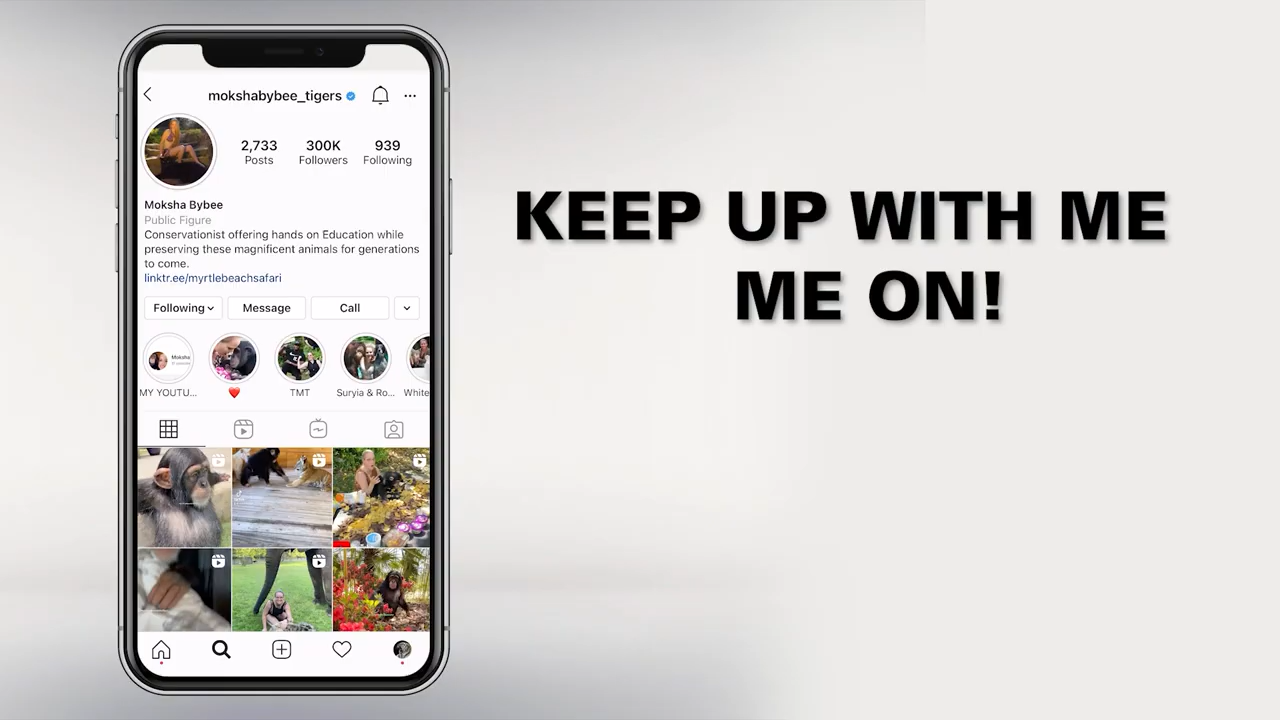 mokshabybee_tigers
2,733 300K 939
Posts Followers Following
Moksha Bybee
Public Figure
Conservationist offering hands on Education while
preserving these magnificent animals for generations
to come.
linktr.ee/myrtlebeachsafari
Following Message Call
Moksha
MY YOUTU... ❤️ TMT Suryia & Ro... White
KEEP UP WITH ME
ME ON!